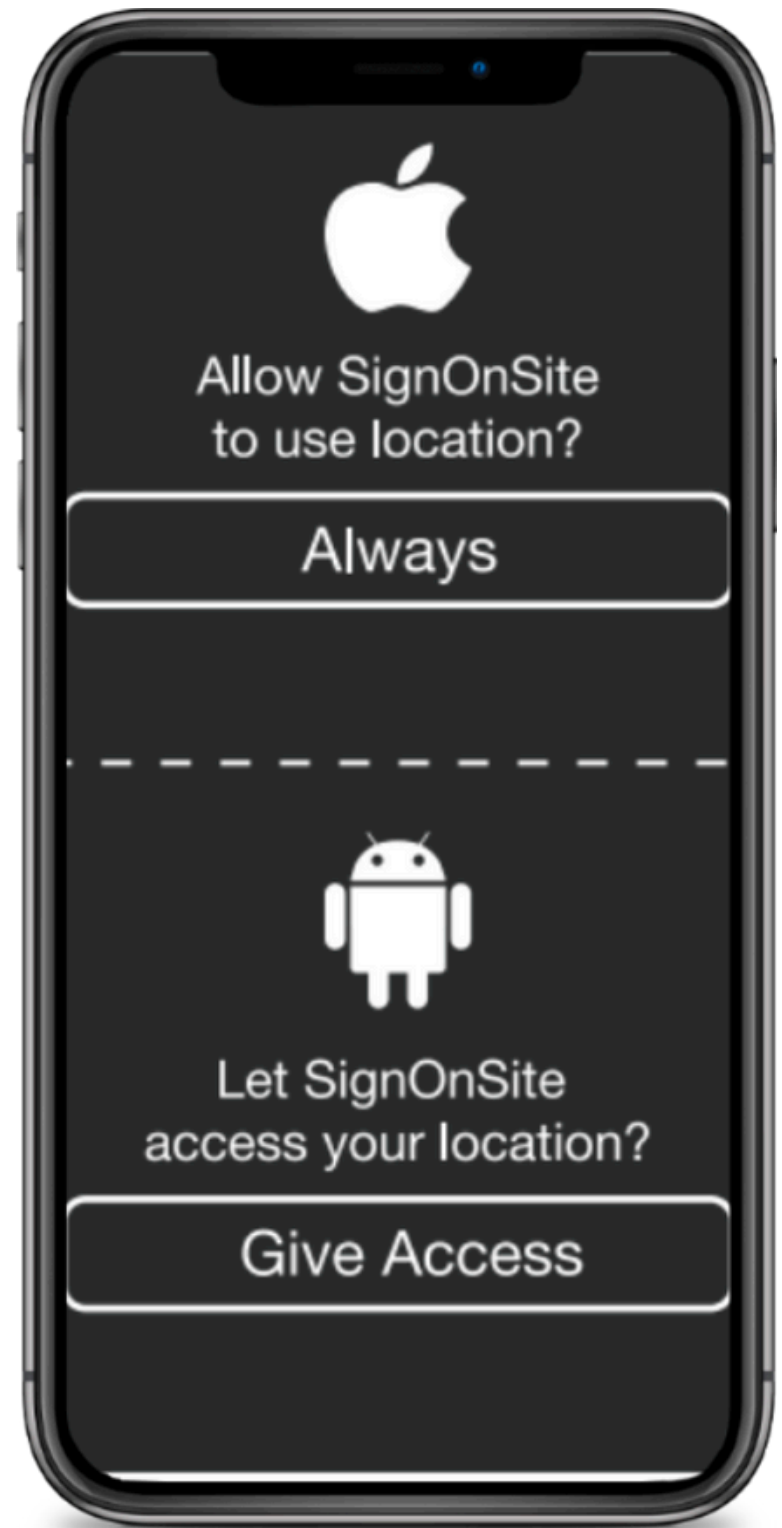 Allow SignOnSite
to use location?
Always
Let SignOnSite
access your location?
Give Access